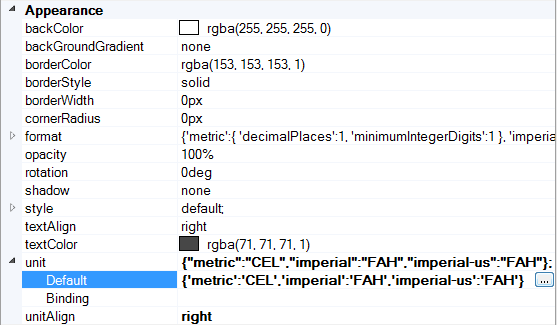 Appearance
backColor rgba(255, 255, 255, 0)
backGroundGradient none
borderColor rgba(153, 153, 153, 1)
borderStyle solid
borderWidth 0px
cornerRadius 0px
format {'metric':{ 'decimalPlaces':1, 'minimumIntegerDigits':1 }, 'imperial
opacity 100%
rotation 0deg
shadow none
style default;
textAlign right
textColor rgba(71, 71, 71, 1)
unit {"metric":"CEL","imperial":"FAH","imperial-us":"FAH"};
Default {'metric':'CEL','imperial':'FAH','imperial-us':'FAH'} ...
Binding
unitAlign right